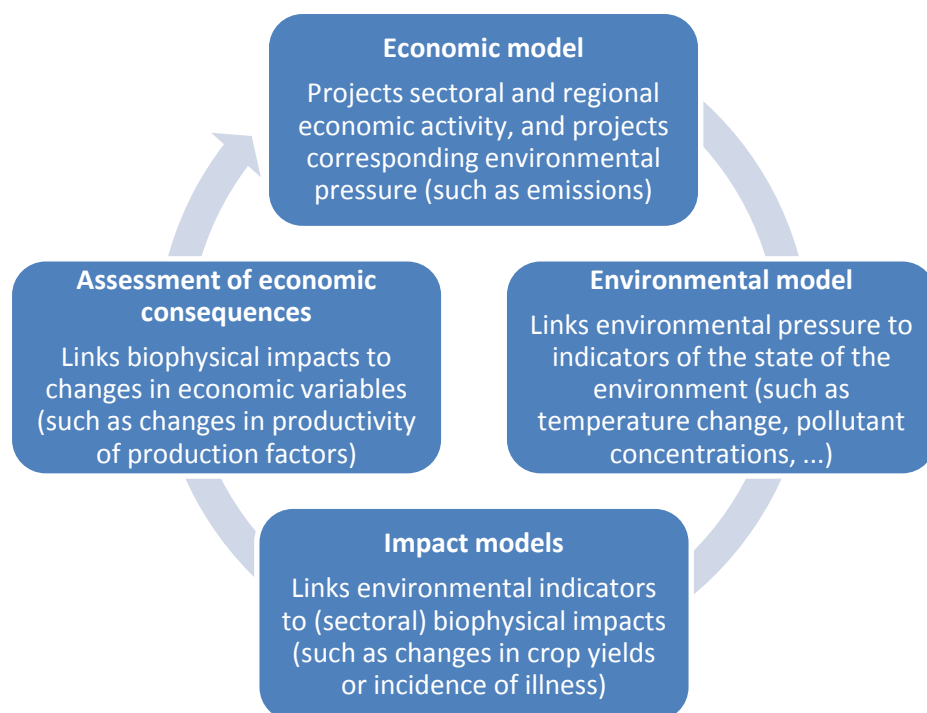 Economic model
Projects sectoral and regional
economic activity, and projects
corresponding environmental
pressure (such as emissions)
Assessment of economic
consequences
Links biophysical impacts to
changes in economic variables
(such as changes in productivity
of production factors)
Environmental model
Links environmental pressure to
indicators of the state of the
environment (such as
temperature change, pollutant
concentrations, ...)
Impact models
Links environmental indicators
to (sectoral) biophysical impacts
(such as changes in crop yields
or incidence of illness)